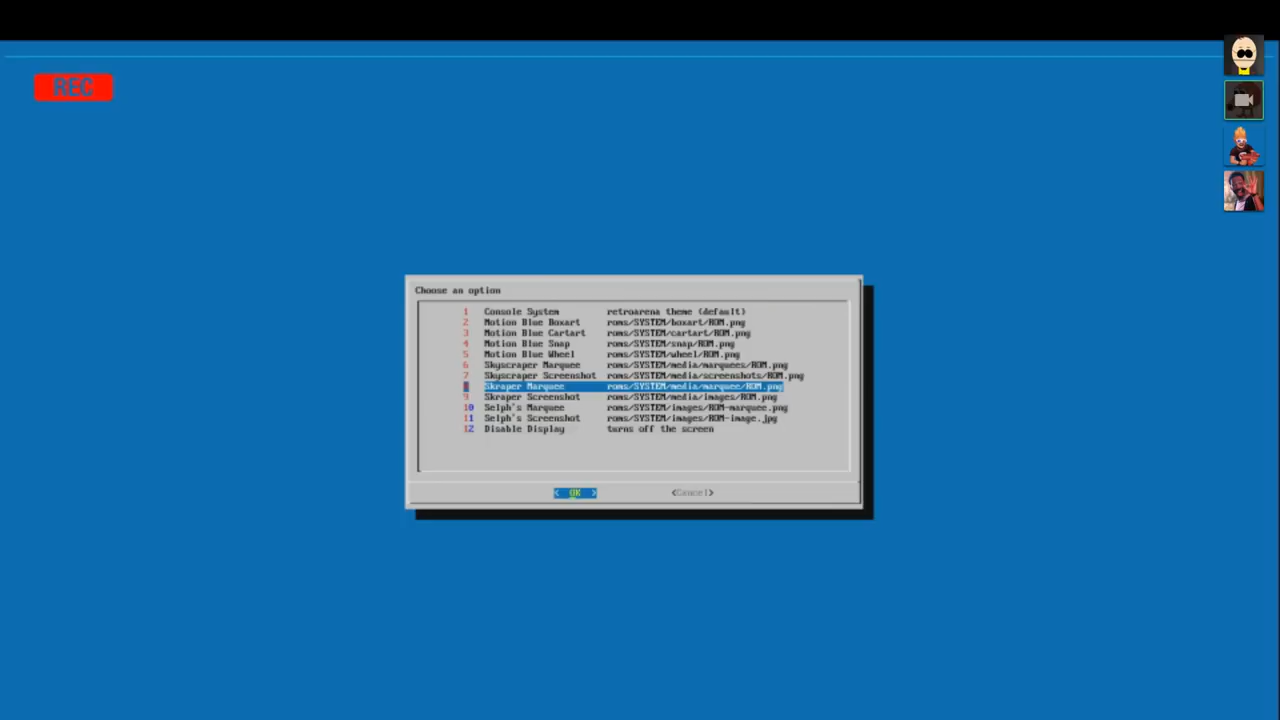 REC
Choose an option
1 Console System retroarena theme (default)
2 Motion Blue Boxart roms/SYSTEM/boxart/ROM.png
3 Motion Blue Cartart roms/SYSTEM/cartart/ROM.png
4 Motion Blue Snap roms/SYSTEM/snap/ROM.png
5 Motion Blue Wheel roms/SYSTEM/wheel/ROM.png
6 Skyscraper Marquee roms/SYSTEM/media/marquees/ROM.png
7 Skyscraper Screenshot roms/SYSTEM/media/screenshots/ROM.png
8 Skraper Marquee roms/SYSTEM/media/marquee/ROM.png
9 Skraper Screenshot roms/SYSTEM/media/images/ROM.png
10 Selph's Marquee roms/SYSTEM/images/ROM-marquee.png
11 Selph's Screenshot roms/SYSTEM/images/ROM-image.jpg
12 Disable Display turns off the screen
< OK > <Cancel>